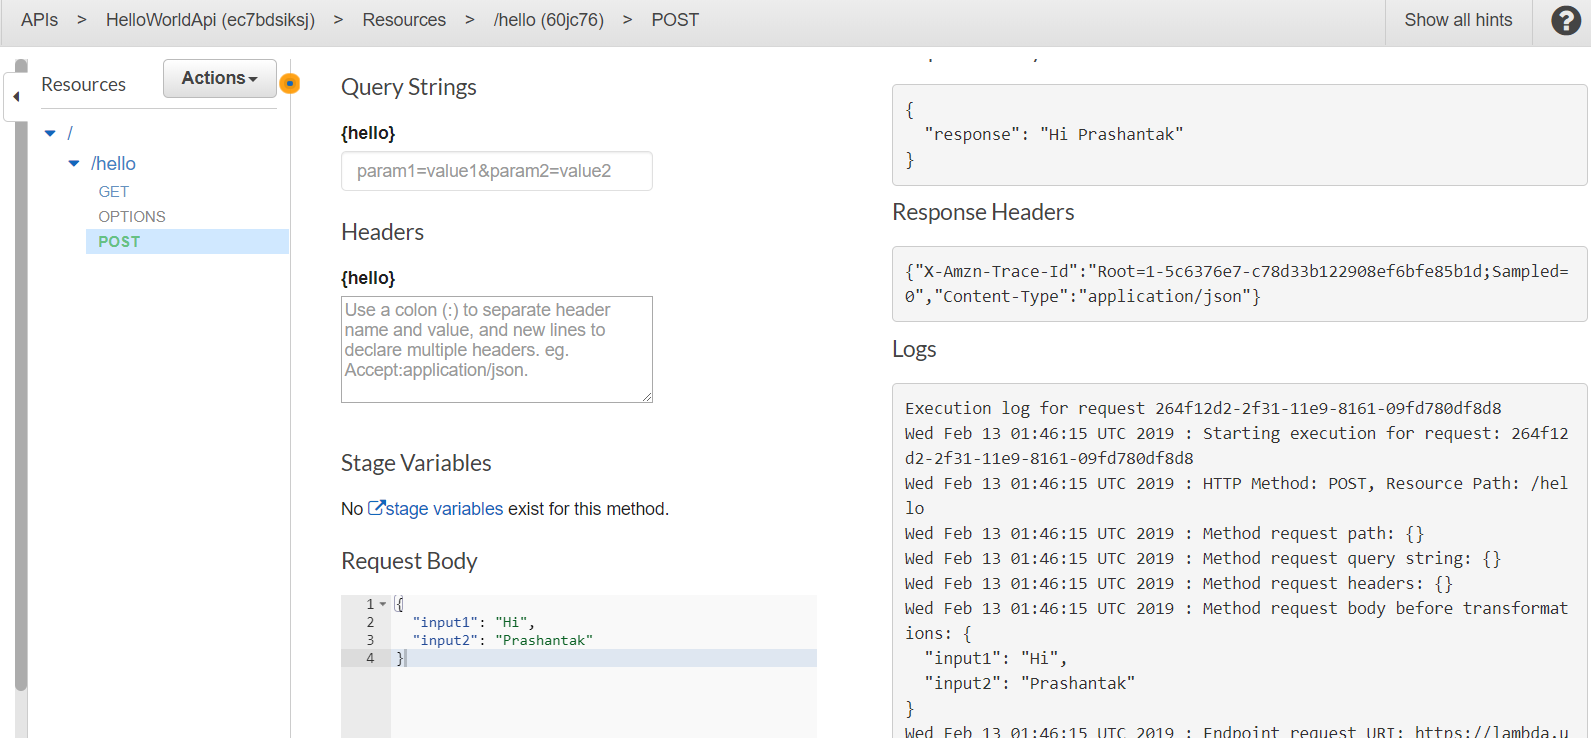 APIs > HelloWorldApi (ec7bdsiksj) > Resources > /hello (60jc76) > POST
Show all hints
?
Resources
Actions
/
/hello
GET
OPTIONS
POST
Query Strings
{hello}
param1=value1&param2=value2
Headers
{hello}
Use a colon (:) to separate header
name and value, and new lines to
declare multiple headers. eg.
Accept:application/json.
Stage Variables
No stage variables exist for this method.
Request Body
1 {
2 "input1": "Hi",
3 "input2": "Prashantak"
4 }
{
"response": "Hi Prashantak"
}
Response Headers
{"X-Amzn-Trace-Id":"Root=1-5c6376e7-c78d33b122908ef6bfe85b1d;Sampled=
0","Content-Type":"application/json"}
Logs
Execution log for request 264f12d2-2f31-11e9-8161-09fd780df8d8
Wed Feb 13 01:46:15 UTC 2019 : Starting execution for request: 264f12
d2-2f31-11e9-8161-09fd780df8d8
Wed Feb 13 01:46:15 UTC 2019 : HTTP Method: POST, Resource Path: /hel
lo
Wed Feb 13 01:46:15 UTC 2019 : Method request path: {}
Wed Feb 13 01:46:15 UTC 2019 : Method request query string: {}
Wed Feb 13 01:46:15 UTC 2019 : Method request headers: {}
Wed Feb 13 01:46:15 UTC 2019 : Method request body before transformat
ions: {
"input1": "Hi",
"input2": "Prashantak"
}
Wed Feb 13 01:46:15 UTC 2019 : Endpoint request URI: https://lambda.u